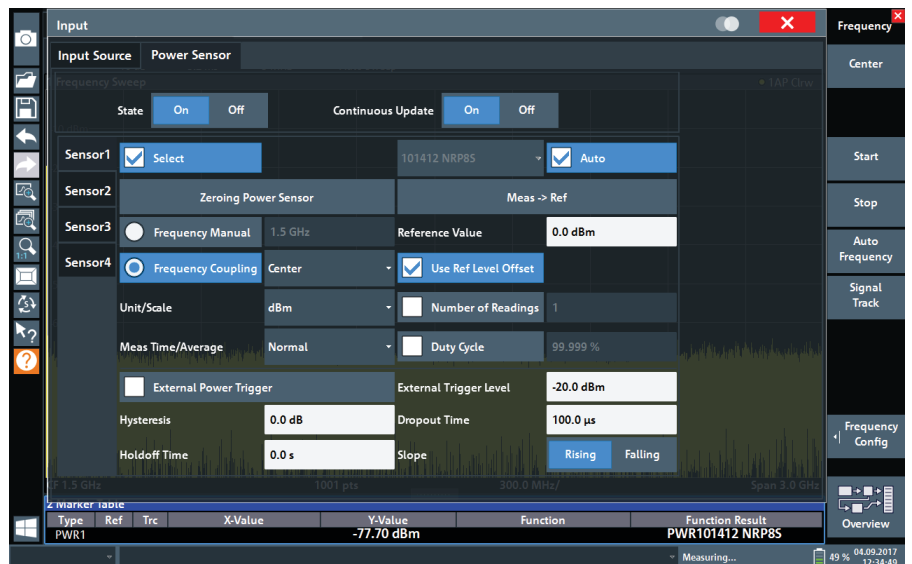 Input
Frequency
Input Source Power Sensor
Center
Frequency Sweep 1AP Clrw
State On Off Continuous Update On Off
Sensor1 Select 101412 NRP8S Auto
Start
Sensor2 Zeroing Power Sensor Meas -> Ref
Stop
Sensor3 Frequency Manual 1.5 GHz Reference Value 0.0 dBm
Auto
Frequency
Sensor4 Frequency Coupling Center Use Ref Level Offset
Signal
Track
Unit/Scale dBm Number of Readings 1
Meas Time/Average Normal Duty Cycle 99.999 %
External Power Trigger External Trigger Level -20.0 dBm
Hysteresis 0.0 dB Dropout Time 100.0 µs
Frequency
Config
Holdoff Time 0.0 s Slope Rising Falling
CF 1.5 GHz 1001 pts 300.0 MHz/ Span 3.0 GHz
2 Marker Table
Type Ref Trc X-Value Y-Value Function Function Result
PWR1 -77.70 dBm PWR101412 NRP8S
Overview
Measuring... 49 % 04.09.2017
12:34:49
1:1